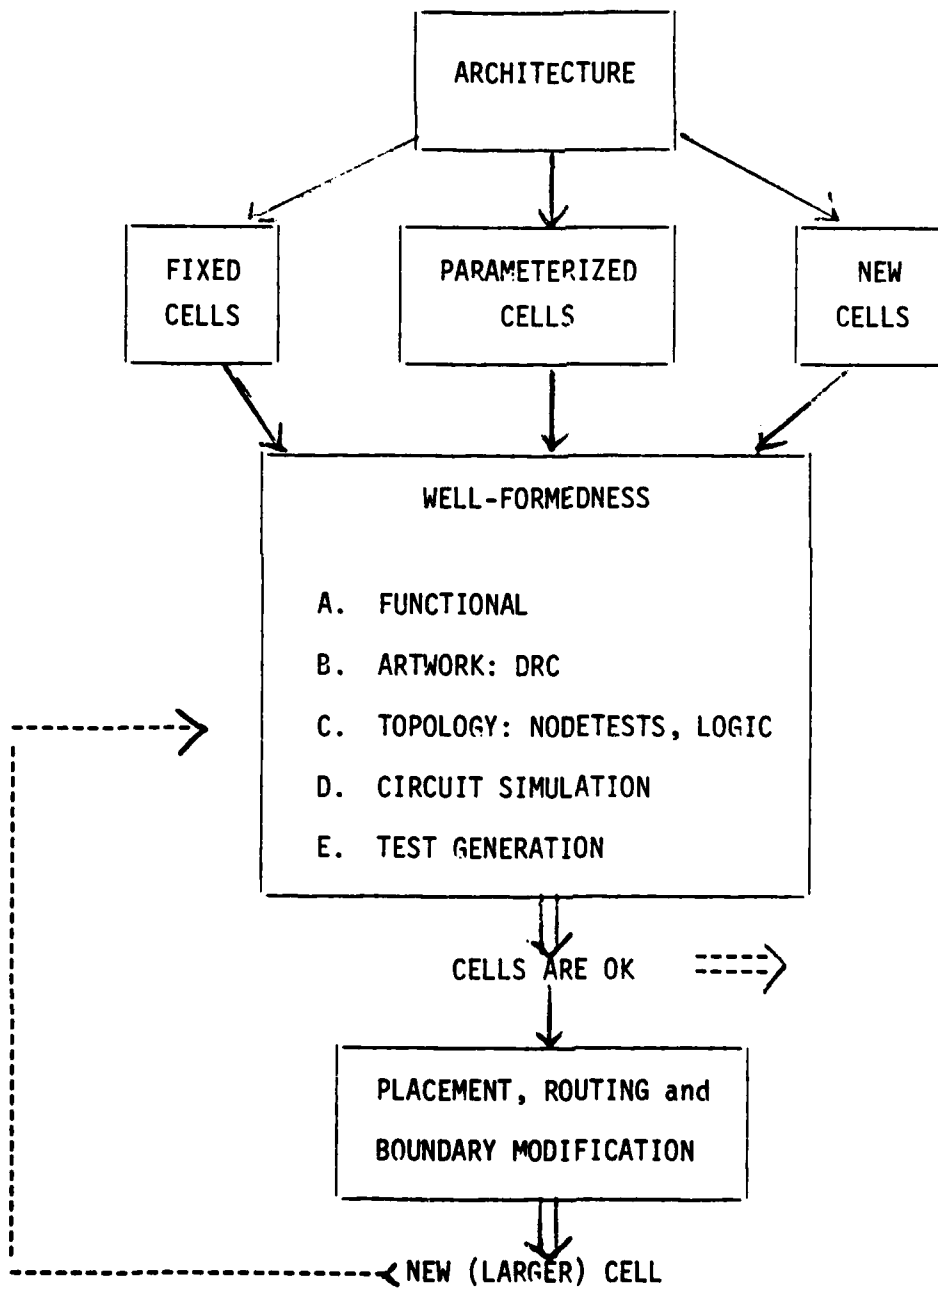 ARCHITECTURE
FIXED
CELLS
PARAMETERIZED
CELLS
NEW
CELLS
WELL-FORMEDNESS
A. FUNCTIONAL
B. ARTWORK: DRC
C. TOPOLOGY: NODETESTS, LOGIC
D. CIRCUIT SIMULATION
E. TEST GENERATION
CELLS ARE OK
PLACEMENT, ROUTING and
BOUNDARY MODIFICATION
NEW (LARGER) CELL